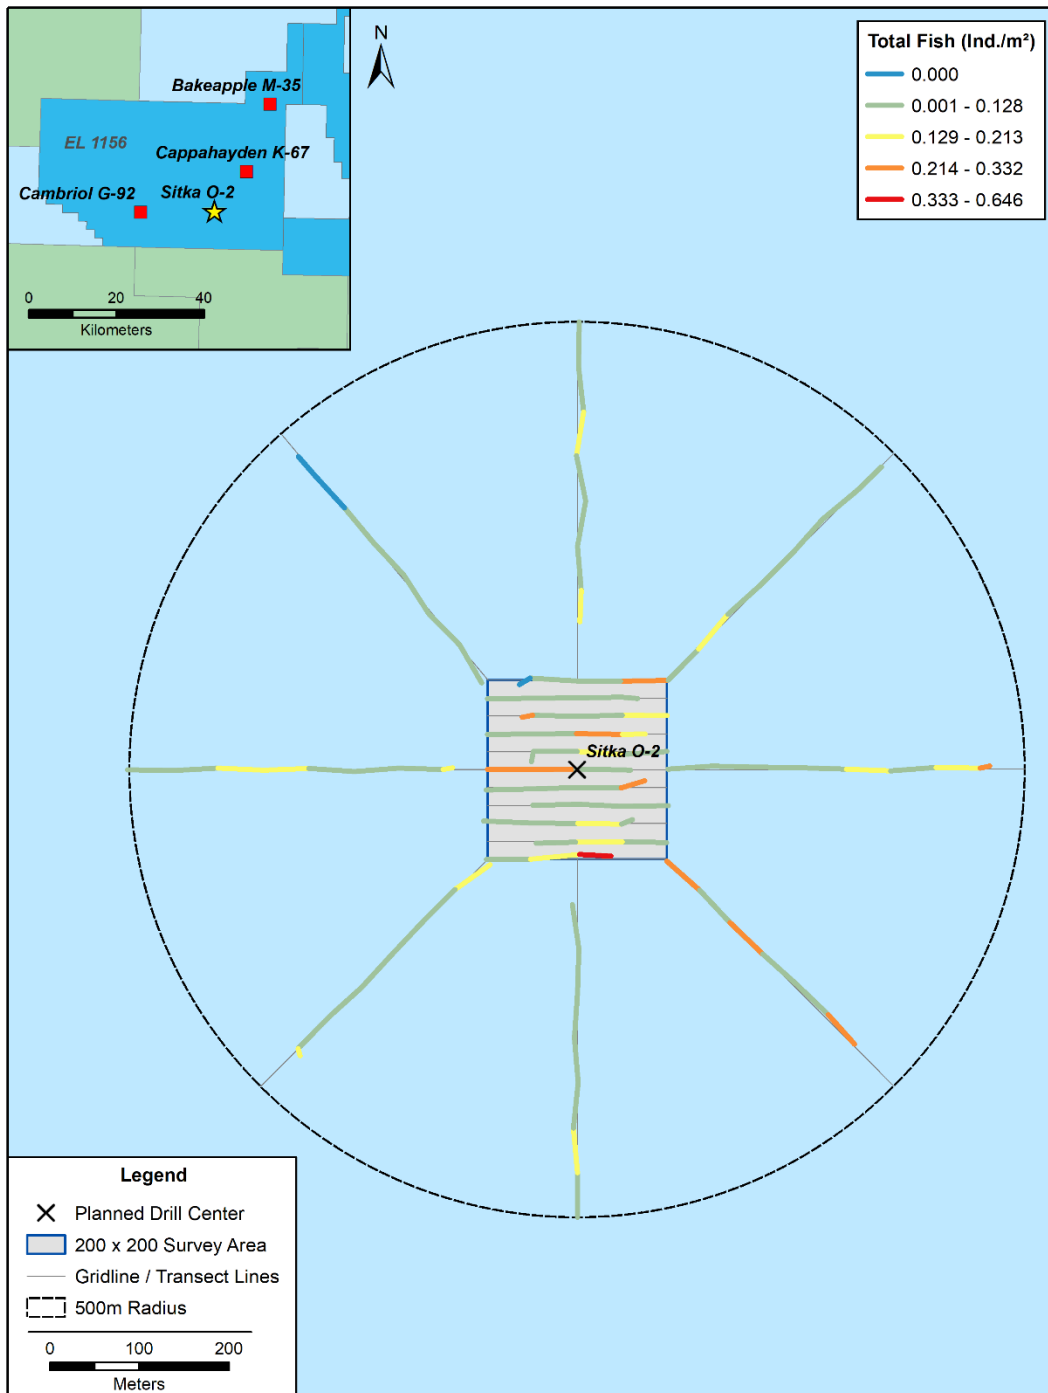 Bakeapple M-35
EL 1156
Cappahayden K-67
Cambriol G-92
Sitka O-2
0 20 40
Kilometers
N
Total Fish (Ind./m²)
0.000
0.001 - 0.128
0.129 - 0.213
0.214 - 0.332
0.333 - 0.646
Sitka O-2
Legend
Planned Drill Center
200 x 200 Survey Area
Gridline / Transect Lines
500m Radius
0 100 200
Meters